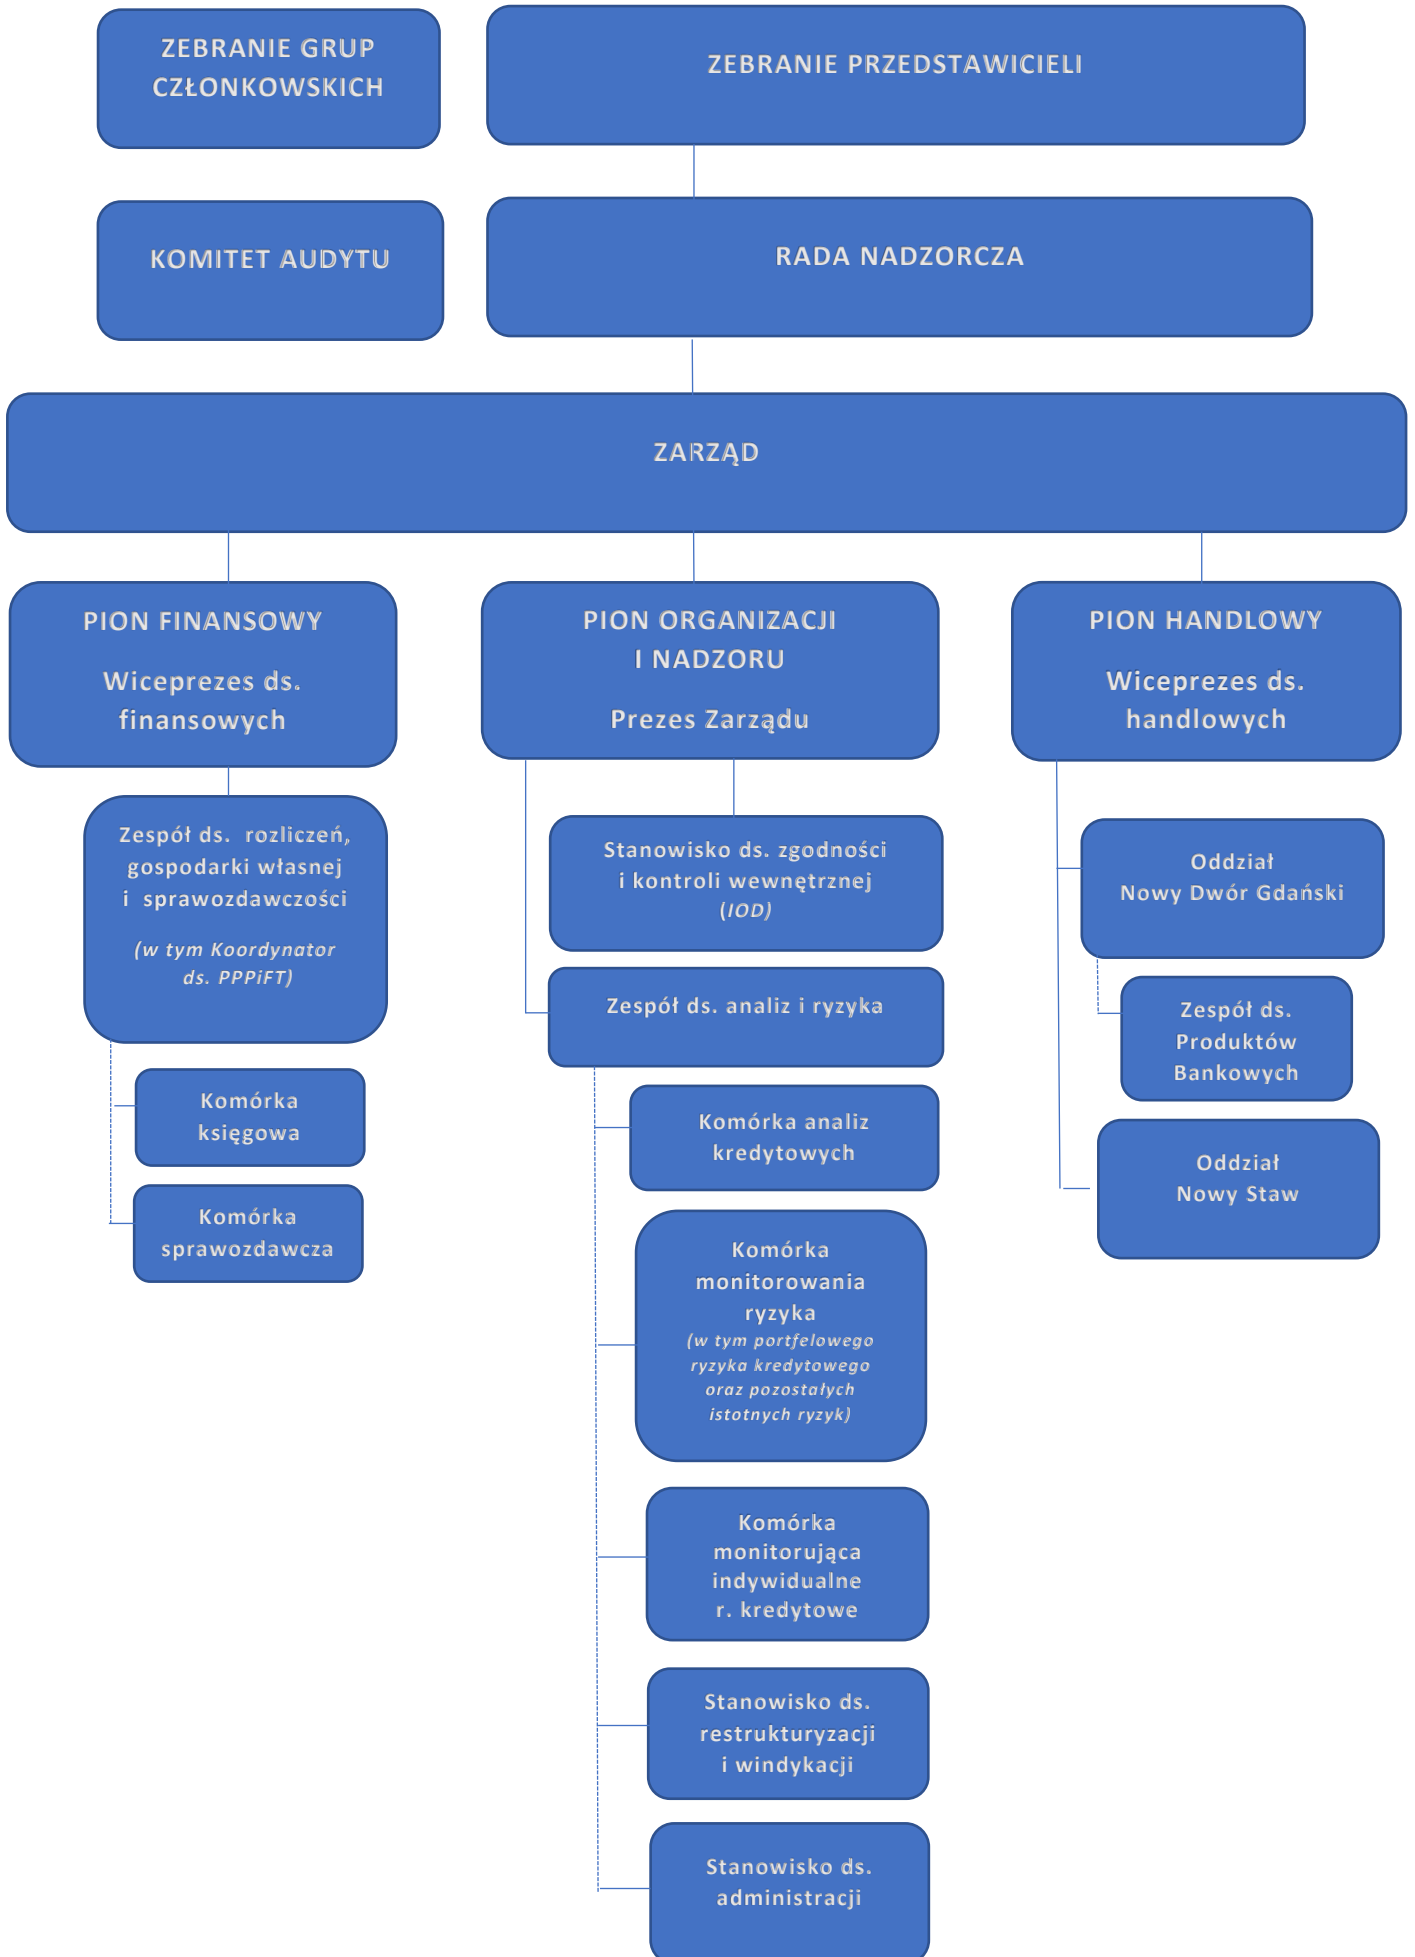 ZEBRANIE GRUP
CZŁONKOWSKICH
ZEBRANIE PRZEDSTAWICIELI
KOMITET AUDYTU
RADA NADZORCZA
ZARZĄD
PION FINANSOWY
Wiceprezes ds.
finansowych
PION ORGANIZACJI
I NADZORU
Prezes Zarządu
PION HANDLOWY
Wiceprezes ds.
handlowych
Zespół ds. rozliczeń,
gospodarki własnej
i sprawozdawczości
(w tym Koordynator
ds. PPPiFT)
Komórka
księgowa
Komórka
sprawozdawcza
Stanowisko ds. zgodności
i kontroli wewnętrznej
(IOD)
Zespół ds. analiz i ryzyka
Komórka analiz
kredytowych
Komórka
monitorowania
ryzyka
(w tym portfelowego
ryzyka kredytowego
oraz pozostałych
istotnych ryzyk)
Komórka
monitorująca
indywidualne
r. kredytowe
Stanowisko ds.
restrukturyzacji
i windykacji
Stanowisko ds.
administracji
Oddział
Nowy Dwór Gdański
Zespół ds.
Produktów
Bankowych
Oddział
Nowy Staw